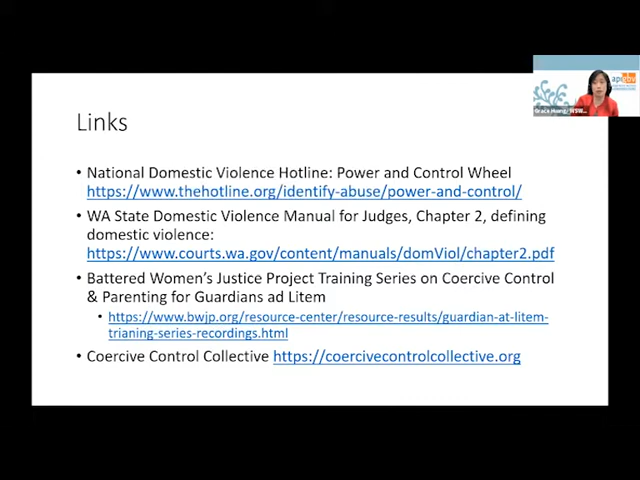 Links
• National Domestic Violence Hotline: Power and Control Wheel
https://www.thehotline.org/identify-abuse/power-and-control/
• WA State Domestic Violence Manual for Judges, Chapter 2, defining
domestic violence:
https://www.courts.wa.gov/content/manuals/domViol/chapter2.pdf
• Battered Women's Justice Project Training Series on Coercive Control
& Parenting for Guardians ad Litem
• https://www.bwjp.org/resource-center/resource-results/guardian-at-litem-
trianing-series-recordings.html
• Coercive Control Collective https://coercivecontrolcollective.org